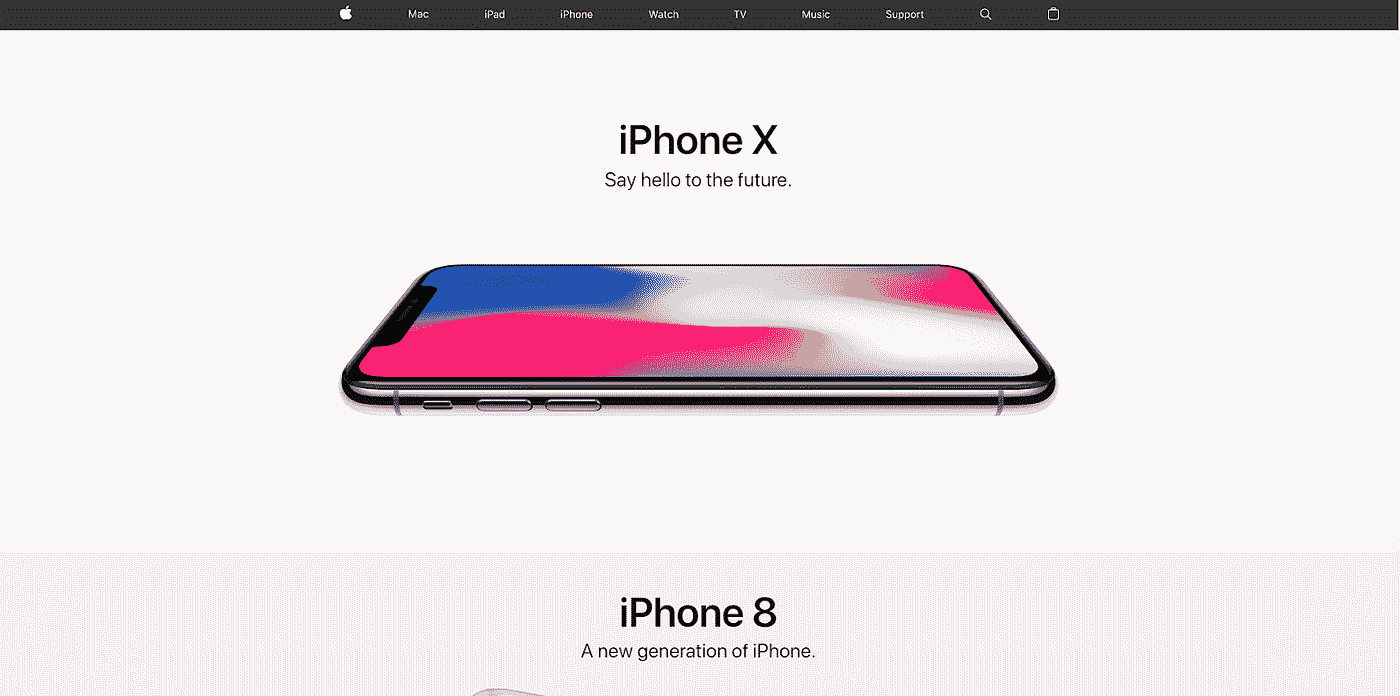 Mac iPad iPhone Watch TV Music Support
iPhone X
Say hello to the future.
iPhone 8
A new generation of iPhone.